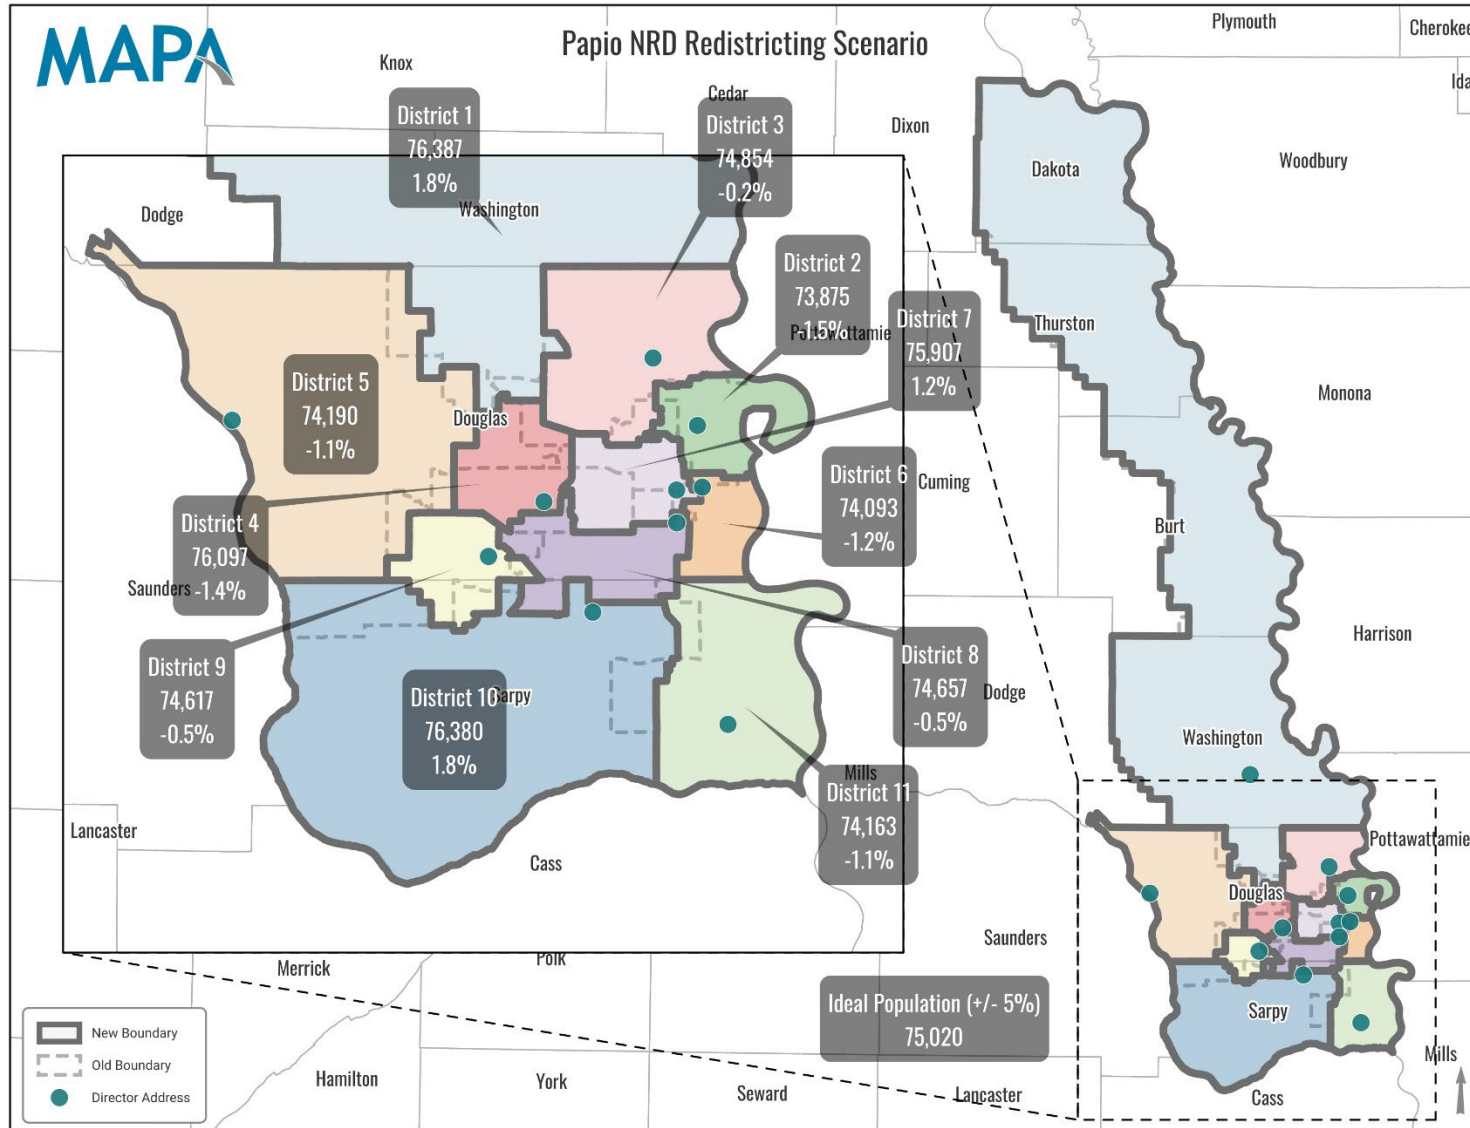 MAPA
Papio NRD Redistricting Scenario
Plymouth
Cherokee
Ida
Knox
Cedar
Dixon
Woodbury
Dakota
District 1
76,387
1.8%
District 3
74,854
-0.2%
Washington
Dodge
District 2
73,875
-1.5%
Pottawattamie
District 7
75,907
1.2%
Thurston
Monona
District 5
74,190
-1.1%
Douglas
District 6
74,093
-1.2%
Cuming
Burt
District 4
76,097
-1.4%
Saunders
Harrison
District 9
74,617
-0.5%
District 10
Sarpy
76,380
1.8%
District 8
74,657
-0.5%
Dodge
Washington
Mills
District 11
74,163
-1.1%
Lancaster
Cass
Pottawattamie
Douglas
Saunders
Merrick
Polk
Ideal Population (+/- 5%)
75,020
Sarpy
New Boundary
Old Boundary
Director Address
Hamilton
York
Seward
Lancaster
Cass
Mills